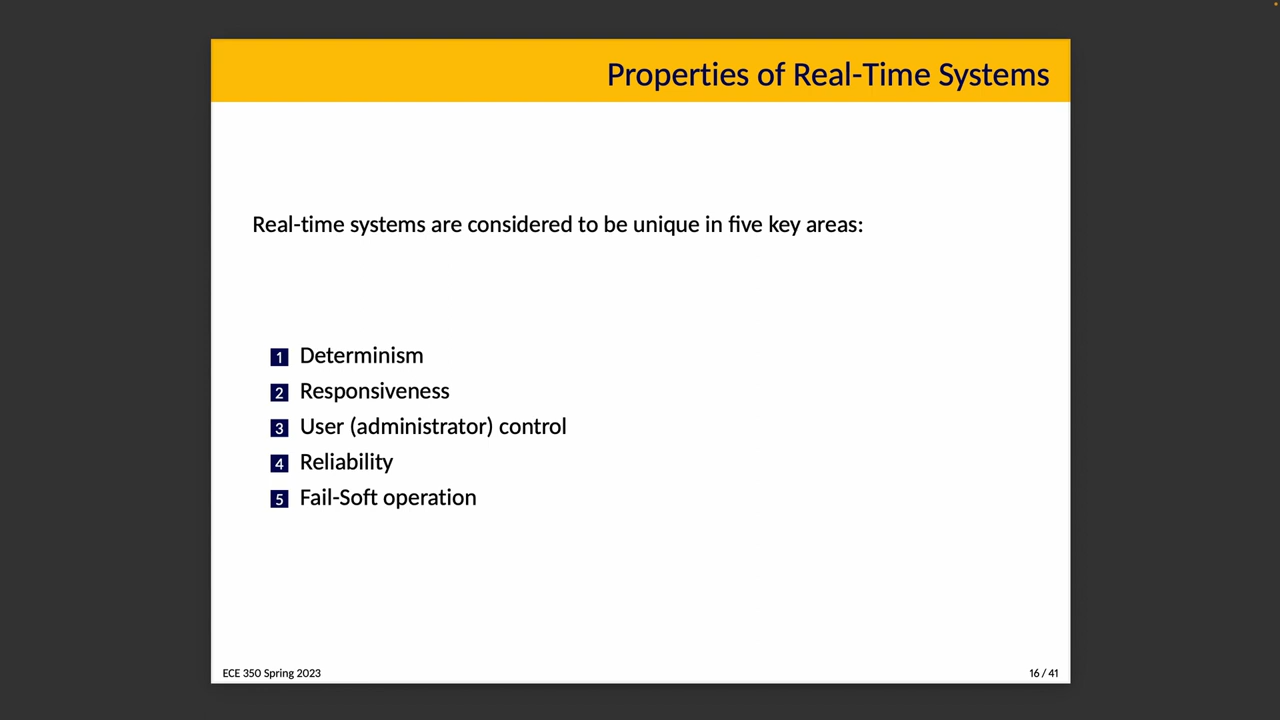 Properties of Real-Time Systems
Real-time systems are considered to be unique in five key areas:
1 Determinism
2 Responsiveness
3 User (administrator) control
4 Reliability
5 Fail-Soft operation
ECE 350 Spring 2023
16 / 41